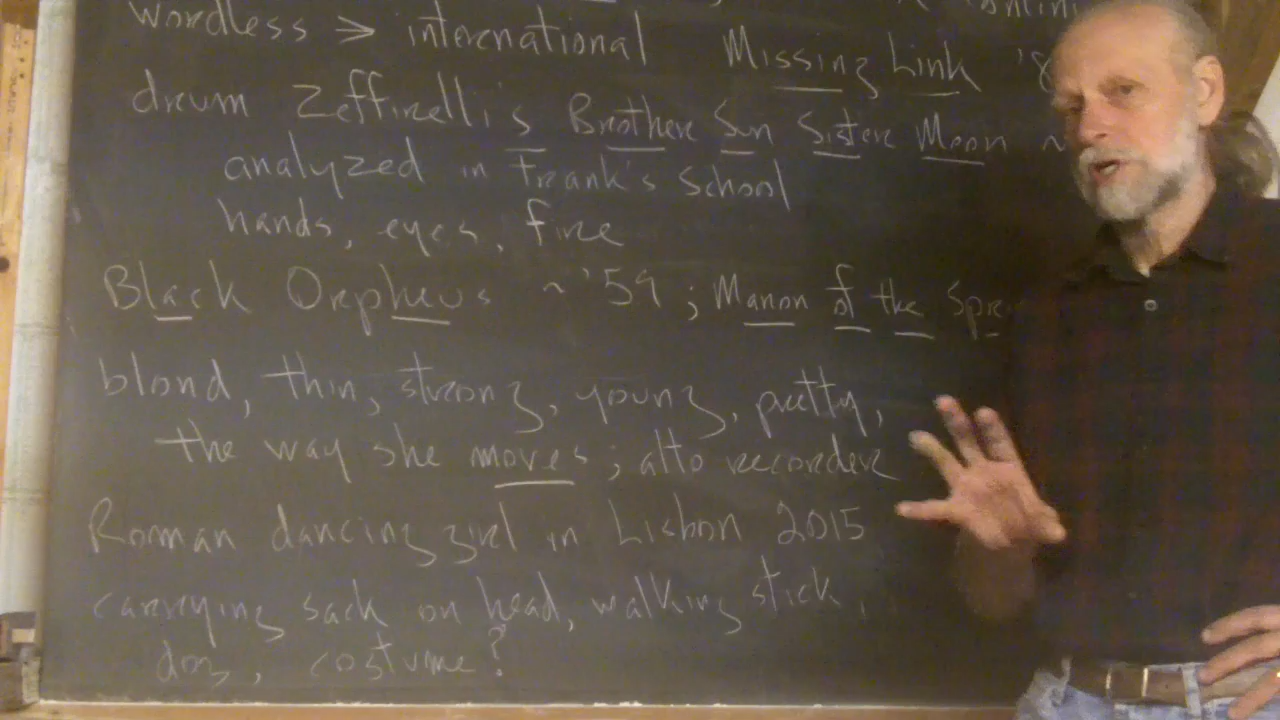 wordless > international Missing Link '8
drum Zeffirelli's Brother Sun Sister Moon ~
analyzed in Frank's School
hands, eyes, fire
Black Orpheus ~ '59 ; Manon of the Spr
blond, thin, strong, young, pretty,
the way she moves ; alto recorder
Roman dancing girl in Lisbon 2015
carrying sack on head, walking stick,
dog, costume?